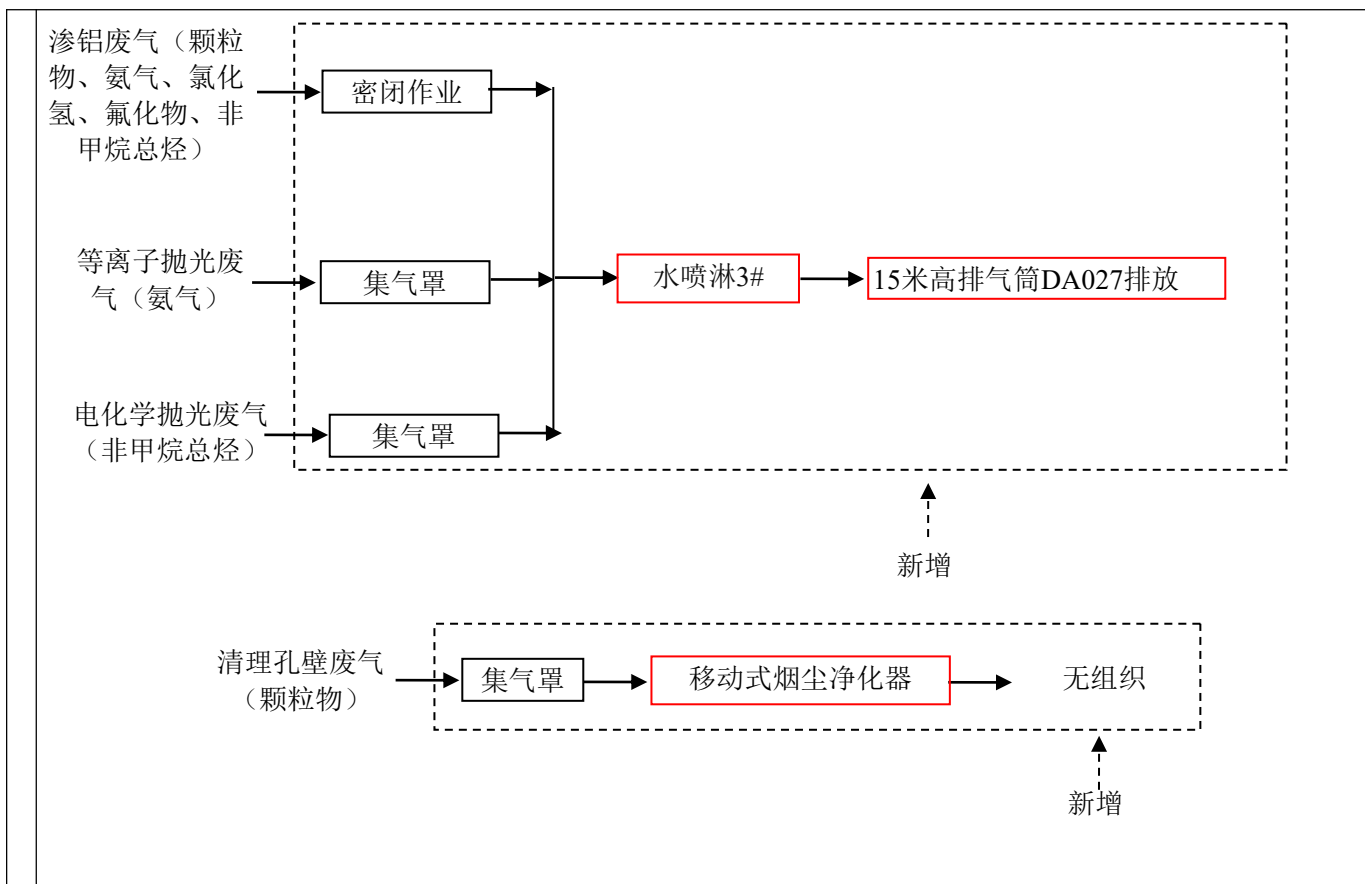 渗铝废气（颗粒
物、氨气、氯化
氢、氟化物、非
甲烷总烃）
密闭作业
等离子抛光废
气（氨气）
集气罩
水喷淋3#
15米高排气筒DA027排放
电化学抛光废气
（非甲烷总烃）
集气罩
新增
清理孔壁废气
（颗粒物）
集气罩
移动式烟尘净化器
无组织
新增